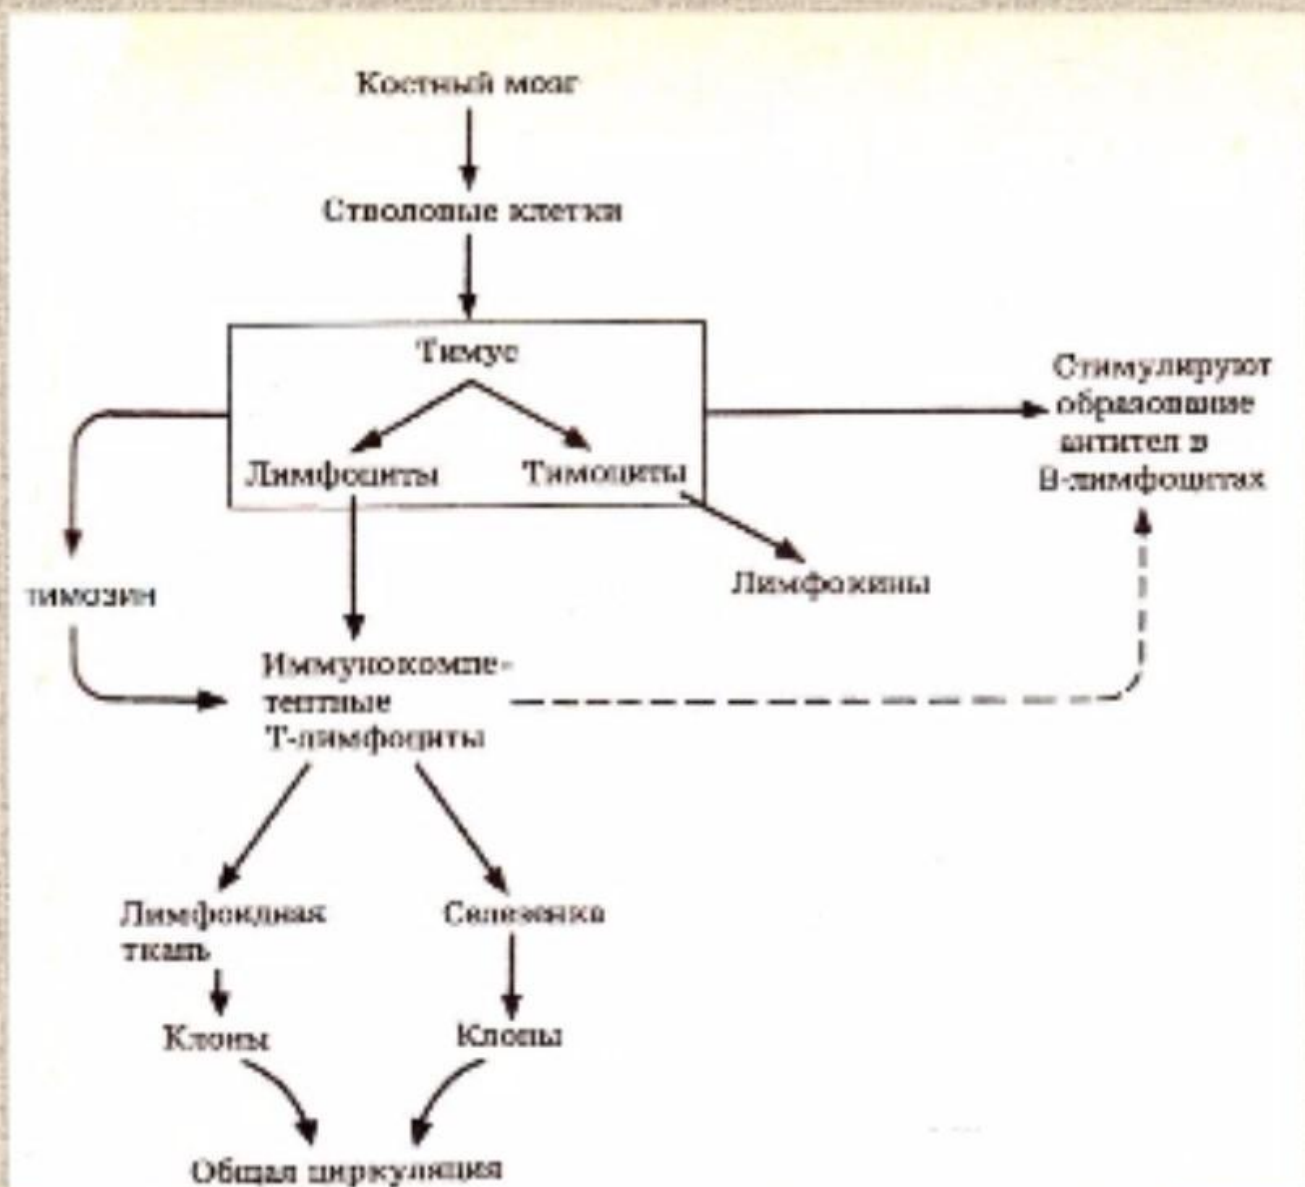 Костный мозг
Стволовые клетки
Тимус
Лимфоциты
Тимоциты
Стимулируют
образование
антител в
В-лимфоцитах
Лимфокины
тимозин
Иммунокомпе-
тентные
Т-лимфоциты
Лимфоидная
ткань
Селезенка
Клоны
Клоны
Общая циркуляция